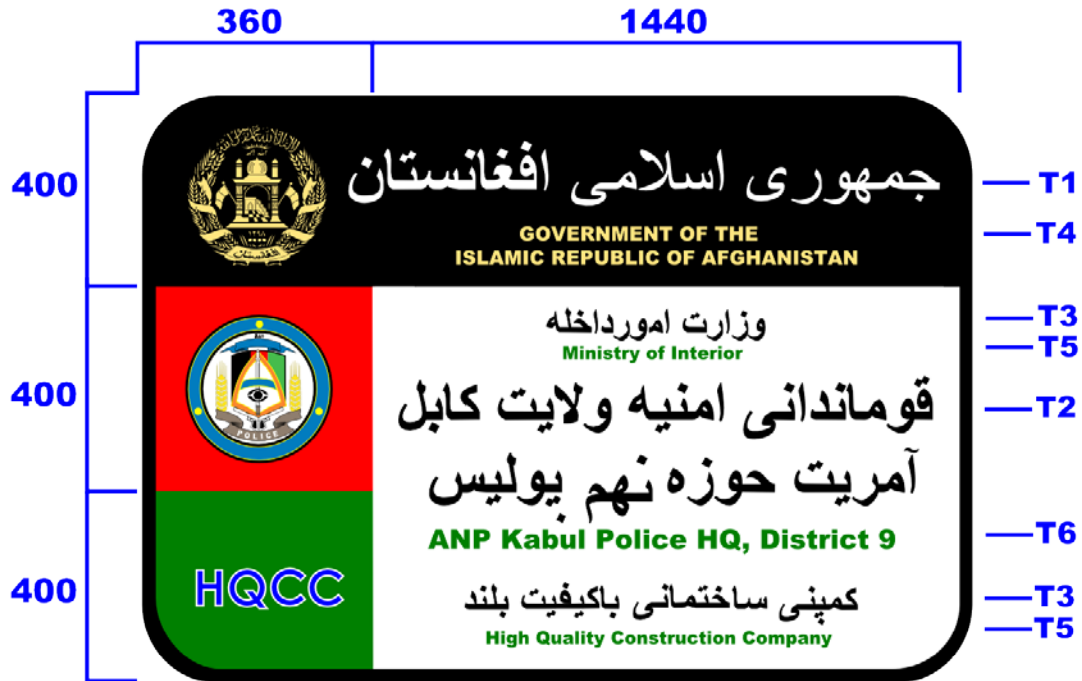 360
1440
400
جمهوری اسلامی افغانستان
T1
GOVERNMENT OF THE
T4
ISLAMIC REPUBLIC OF AFGHANISTAN
وزارت امورداخله
T3
Ministry of Interior
T5
400
قوماندانی امنیه ولایت کابل
T2
آمریت حوزه نهم پولیس
POLICE
ANP Kabul Police HQ, District 9
T6
400
HQCC
کمپنی ساختمانی باکیفیت بلند
T3
High Quality Construction Company
T5